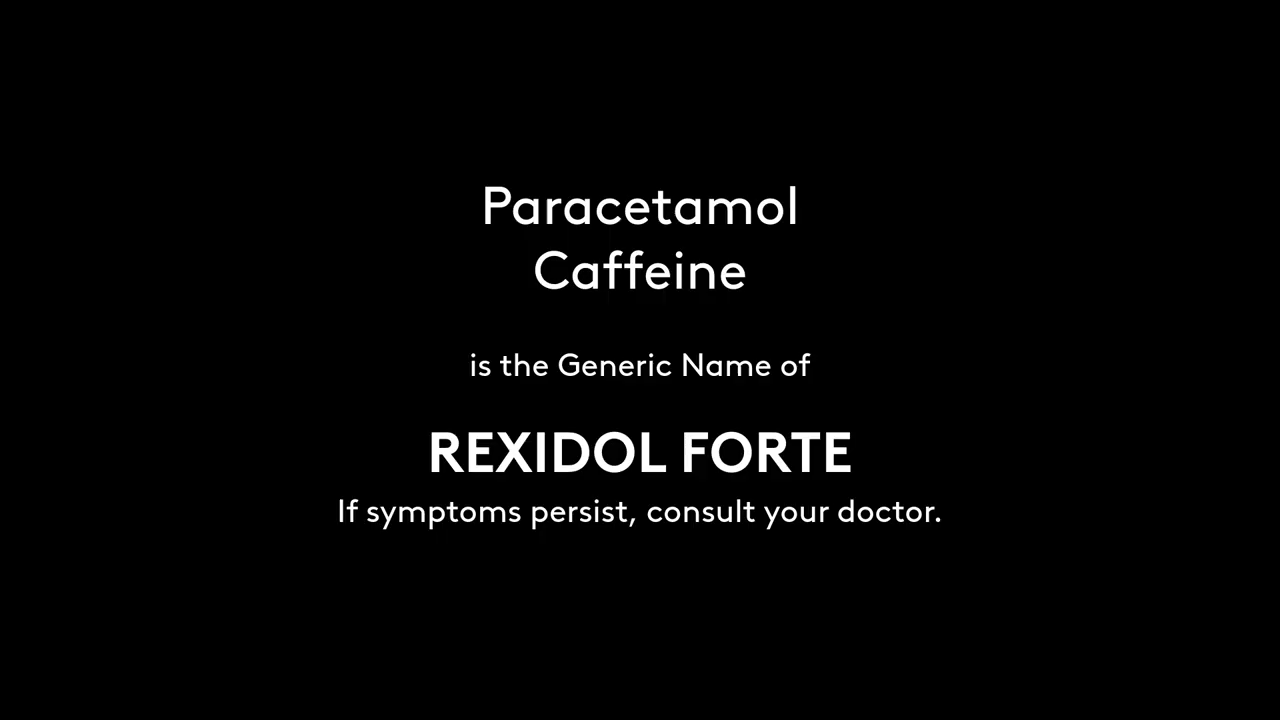 Paracetamol
Caffeine
is the Generic Name of
REXIDOL FORTE
If symptoms persist, consult your doctor.